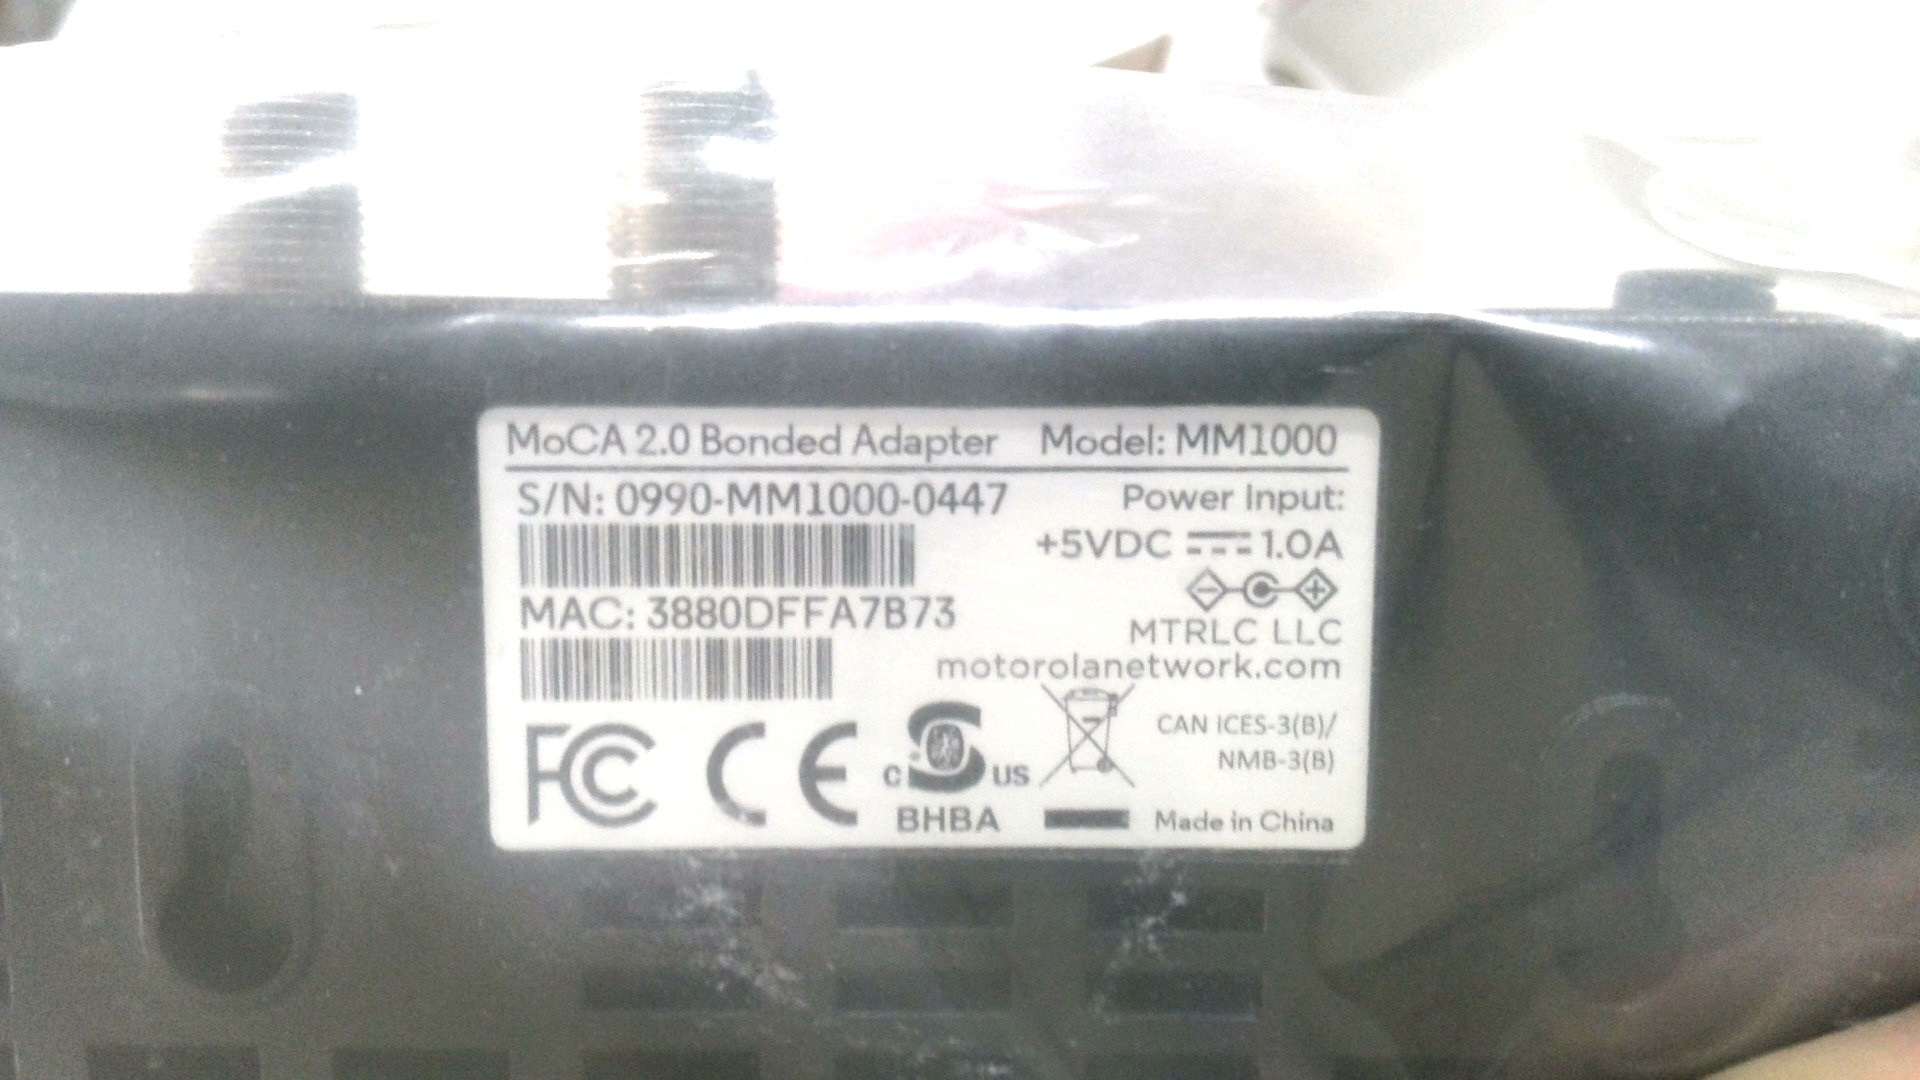 MoCA 2.0 Bonded Adapter Model: MM1000
S/N: 0990-MM1000-0447
Power Input:
+5VDC 1.0A
MAC: 3880DFFA7B73
MTRLC LLC
motorolanetwork.com
FCC CE C US
BHBA
CAN ICES-3(B)/
NMB-3(B)
Made in China